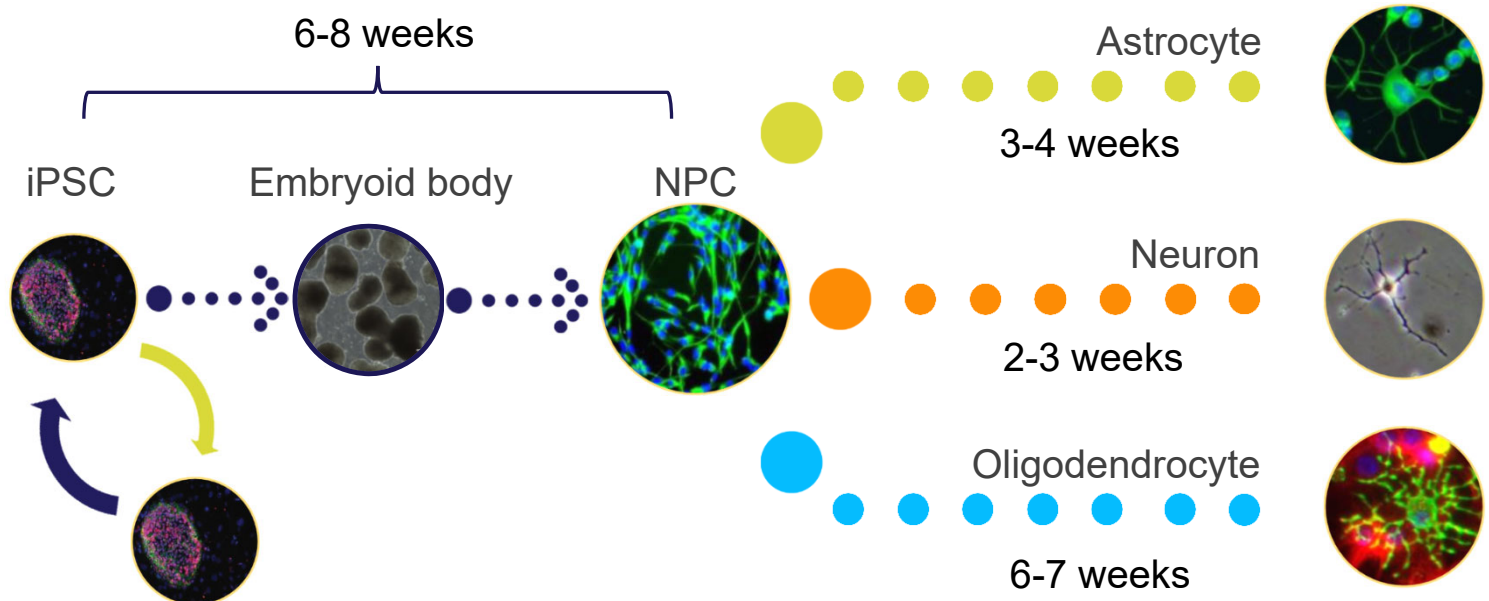 6-8 weeks
iPSC
Embryoid body
NPC
Astrocyte
3-4 weeks
Neuron
2-3 weeks
Oligodendrocyte
6-7 weeks